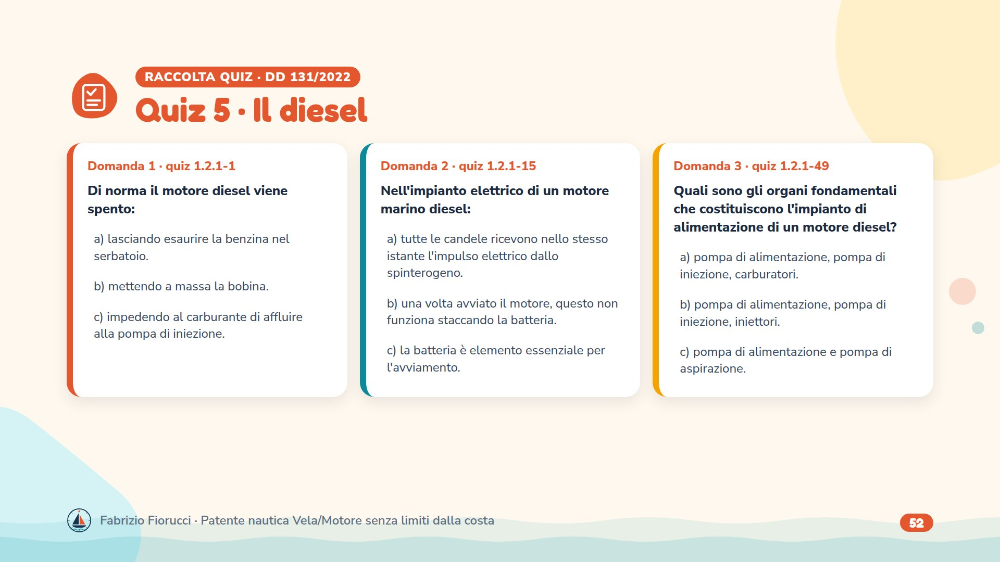 RACCOLTA QUIZ · DD 131/2022
Quiz 5 · Il diesel
Domanda 1 · quiz 1.2.1-1
Di norma il motore diesel viene
spento:
a) lasciando esaurire la benzina nel
serbatoio.
b) mettendo a massa la bobina.
c) impedendo al carburante di affluire
alla pompa di iniezione.
Domanda 2 · quiz 1.2.1-15
Nell'impianto elettrico di un motore
marino diesel:
a) tutte le candele ricevono nello stesso
istante l'impulso elettrico dallo
spinterogeno.
b) una volta avviato il motore, questo non
funziona staccando la batteria.
c) la batteria è elemento essenziale per
l'avviamento.
Domanda 3 · quiz 1.2.1-49
Quali sono gli organi fondamentali
che costituiscono l'impianto di
alimentazione di un motore diesel?
a) pompa di alimentazione, pompa di
iniezione, carburatori.
b) pompa di alimentazione, pompa di
iniezione, iniettori.
c) pompa di alimentazione e pompa di
aspirazione.
Fabrizio Fiorucci · Patente nautica Vela/Motore senza limiti dalla costa
52